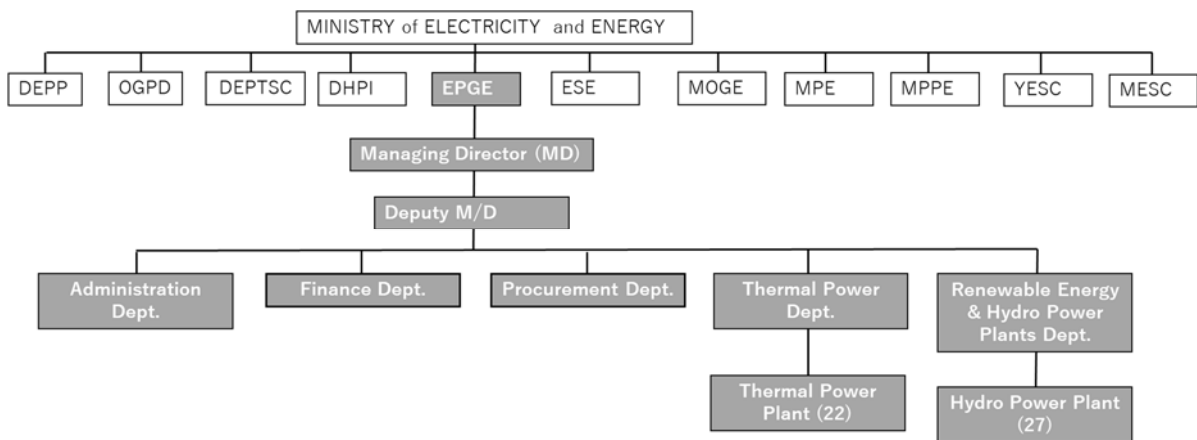 MINISTRY of ELECTRICITY and ENERGY
DEPP
OGPD
DEPTSC
DHPI
EPGE
ESE
MOGE
MPE
MPPE
YESC
MESC
Managing Director (MD)
Deputy M/D
Administration
Dept.
Finance Dept.
Procurement Dept.
Thermal Power
Dept.
Renewable Energy
& Hydro Power
Plants Dept.
Thermal Power
Plant (22)
Hydro Power Plant
(27)